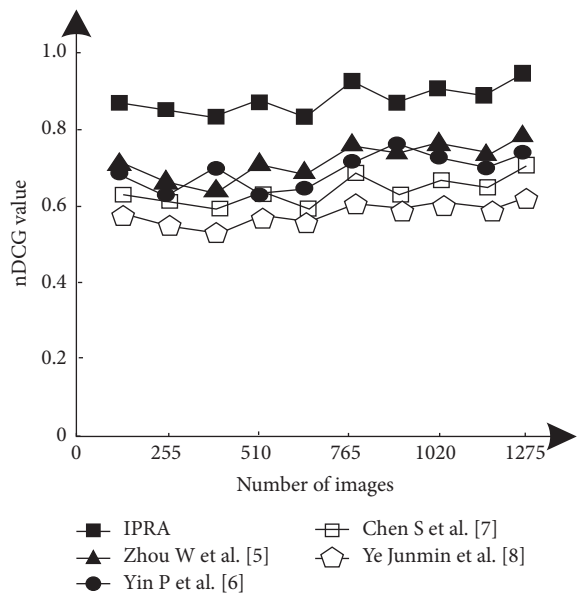 1.0
0.8
0.6
0.4
0.2
0
nDCG value
0 255 510 765 1020 1275
Number of images
IPRA
Zhou W et al. [5]
Yin P et al. [6]
Chen S et al. [7]
Ye Junmin et al. [8]